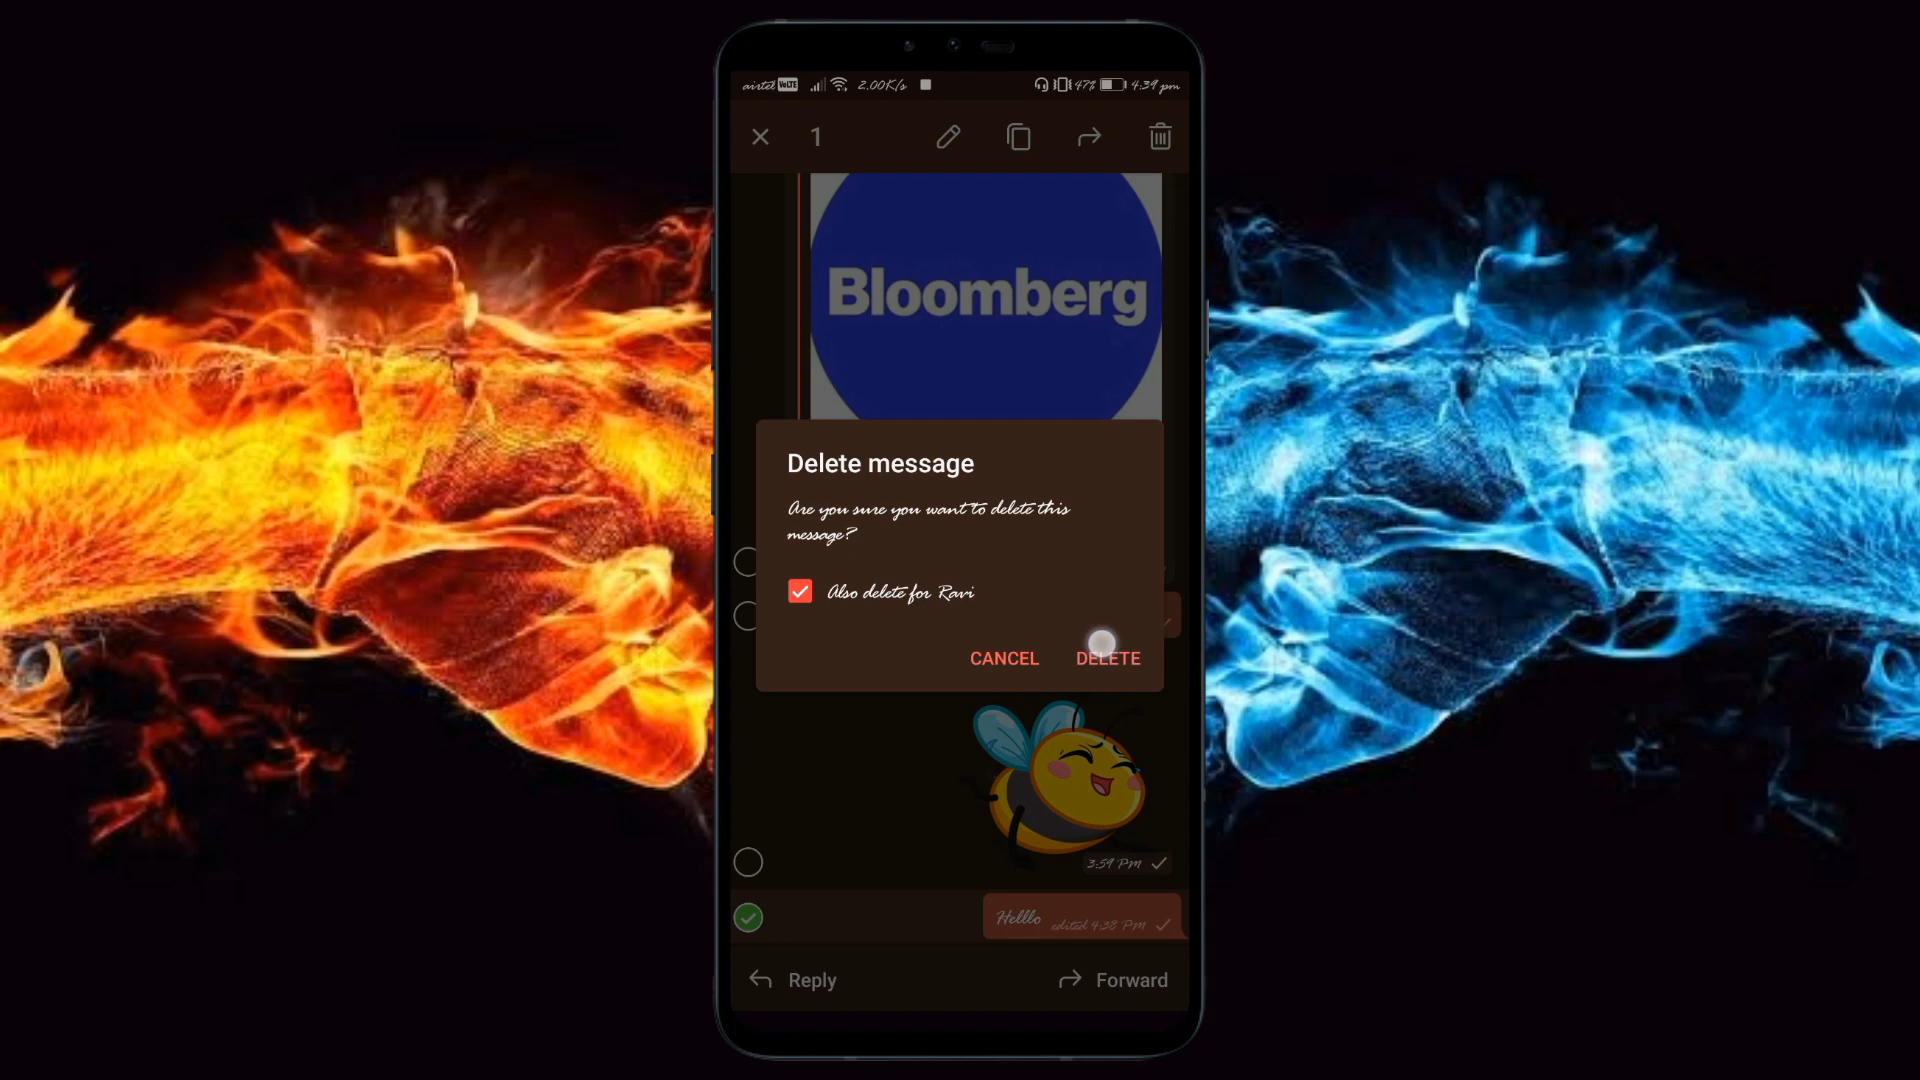 airtel VoLTE 2.00K/s 47% 4:39 pm
1
Bloomberg
Delete message
Are you sure you want to delete this
message?
Also delete for Ravi
CANCEL DELETE
3:59 PM
Helllo edited 4:38 PM
Reply Forward